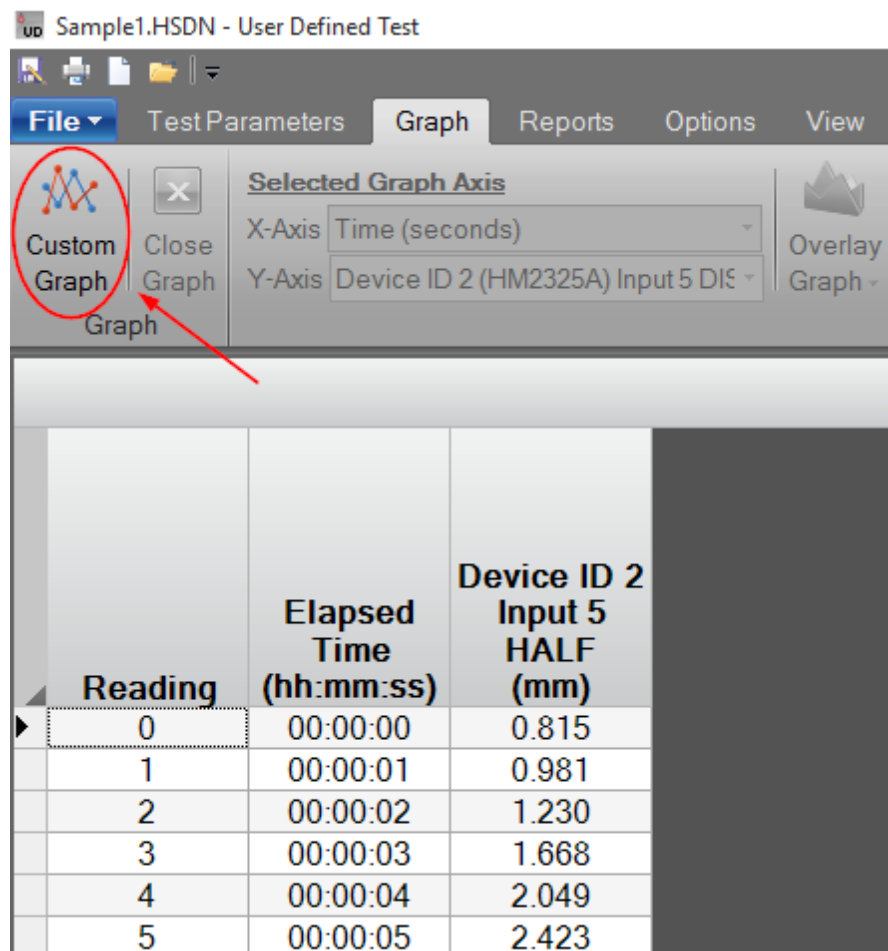 UD Sample1.HSDN - User Defined Test
File Test Parameters Graph Reports Options View
Custom Graph
Close Graph
Graph
Selected Graph Axis
X-Axis Time (seconds)
Y-Axis Device ID 2 (HM2325A) Input 5 DIS
Overlay Graph
Reading
Elapsed Time (hh:mm:ss)
Device ID 2 Input 5 HALF (mm)
0 00:00:00 0.815
1 00:00:01 0.981
2 00:00:02 1.230
3 00:00:03 1.668
4 00:00:04 2.049
5 00:00:05 2.423